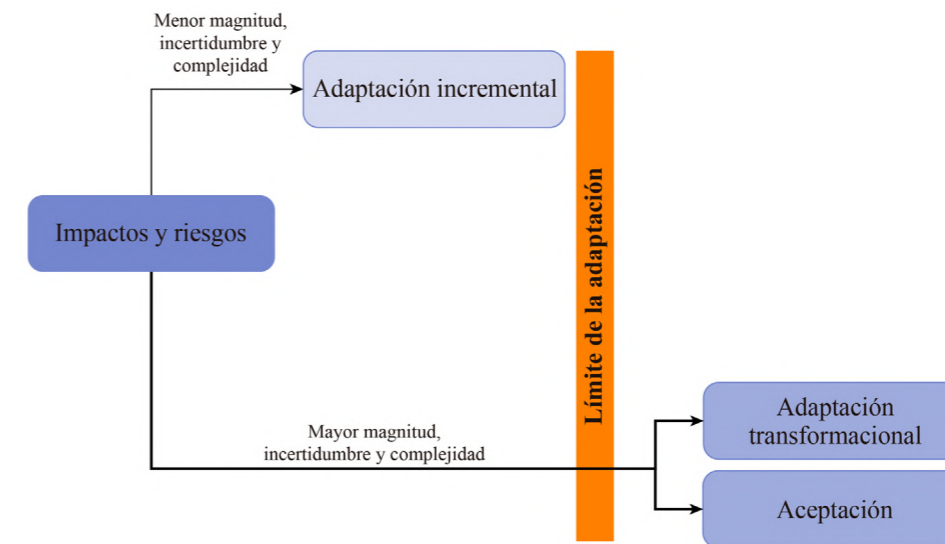 Menor magnitud,
incertidumbre y
complejidad
Adaptación incremental
Impactos y riesgos
Límite de la adaptación
Mayor magnitud,
incertidumbre y complejidad
Adaptación
transformacional
Aceptación